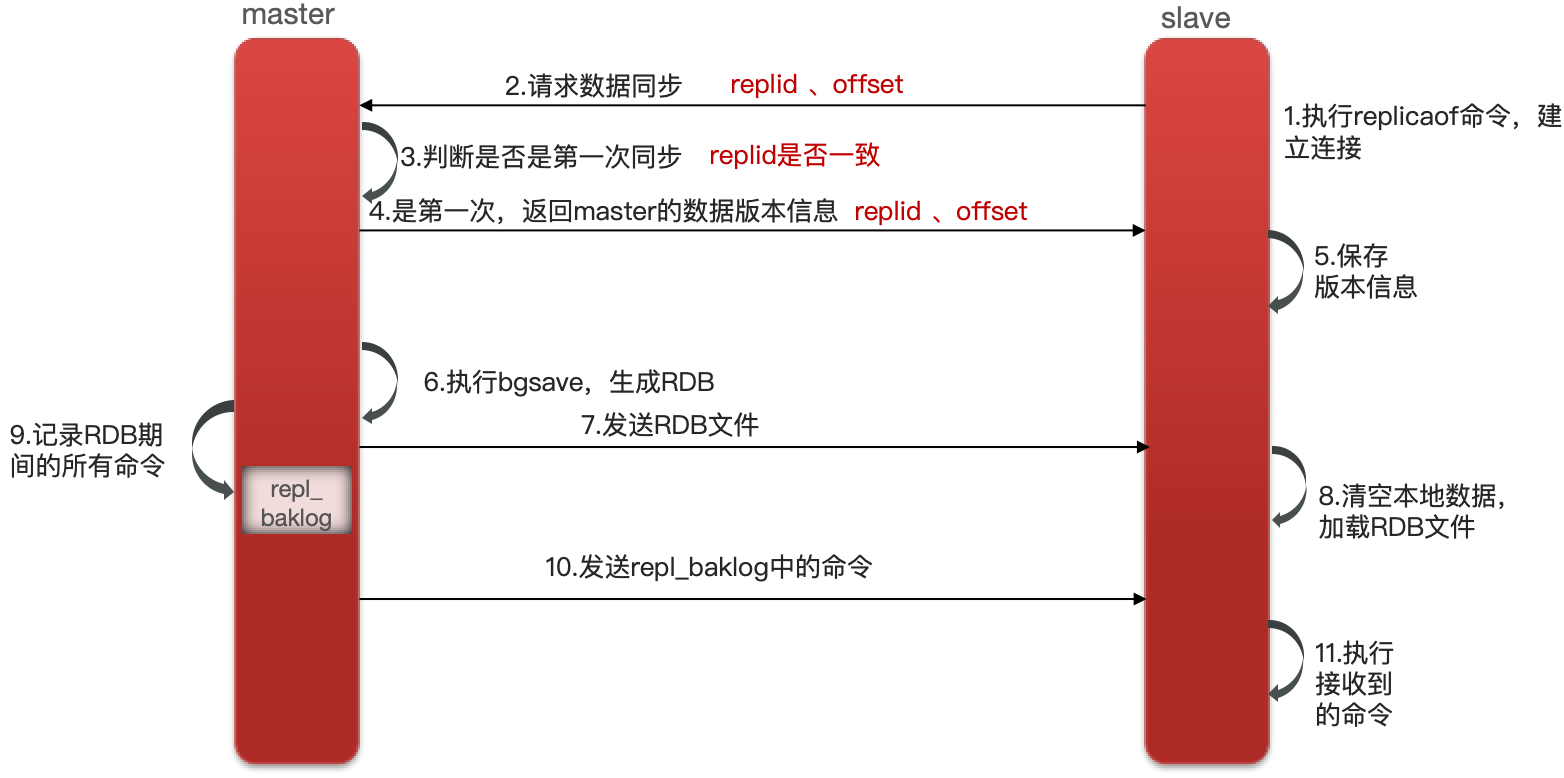 master
slave
2.请求数据同步 replid 、offset
1.执行replicaof命令，建
立连接
3.判断是否是第一次同步 replid是否一致
4.是第一次，返回master的数据版本信息 replid 、offset
5.保存
版本信息
6.执行bgsave，生成RDB
7.发送RDB文件
9.记录RDB期
间的所有命令
repl_
baklog
8.清空本地数据，
加载RDB文件
10.发送repl_baklog中的命令
11.执行
接收到
的命令